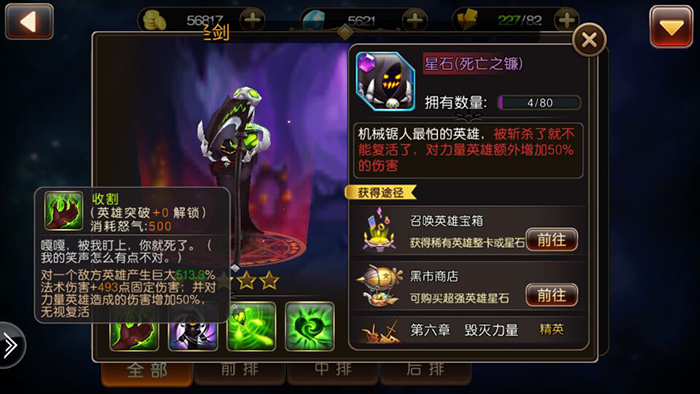 56817
5621
227/82
圣剑
星石(死亡之镰)
拥有数量:
4/80
机械锯人最怕的英雄，被斩杀了就不
能复活了，对力量英雄额外增加50%
的伤害
获得途径
召唤英雄宝箱
获得稀有英雄整卡或星石
前往
黑市商店
可购买超强英雄星石
前往
第六章 毁灭力量 精英
收割
(英雄突破+0 解锁)
消耗怒气:500
嘎嘎，被我盯上，你就死了。（
我的笑声怎么有点不对。)
对一个敌方英雄产生巨大513.3%
法术伤害+493点固定伤害；并对
力量英雄造成的伤害增加50%，
无视复活
全部
前排
中排
后排